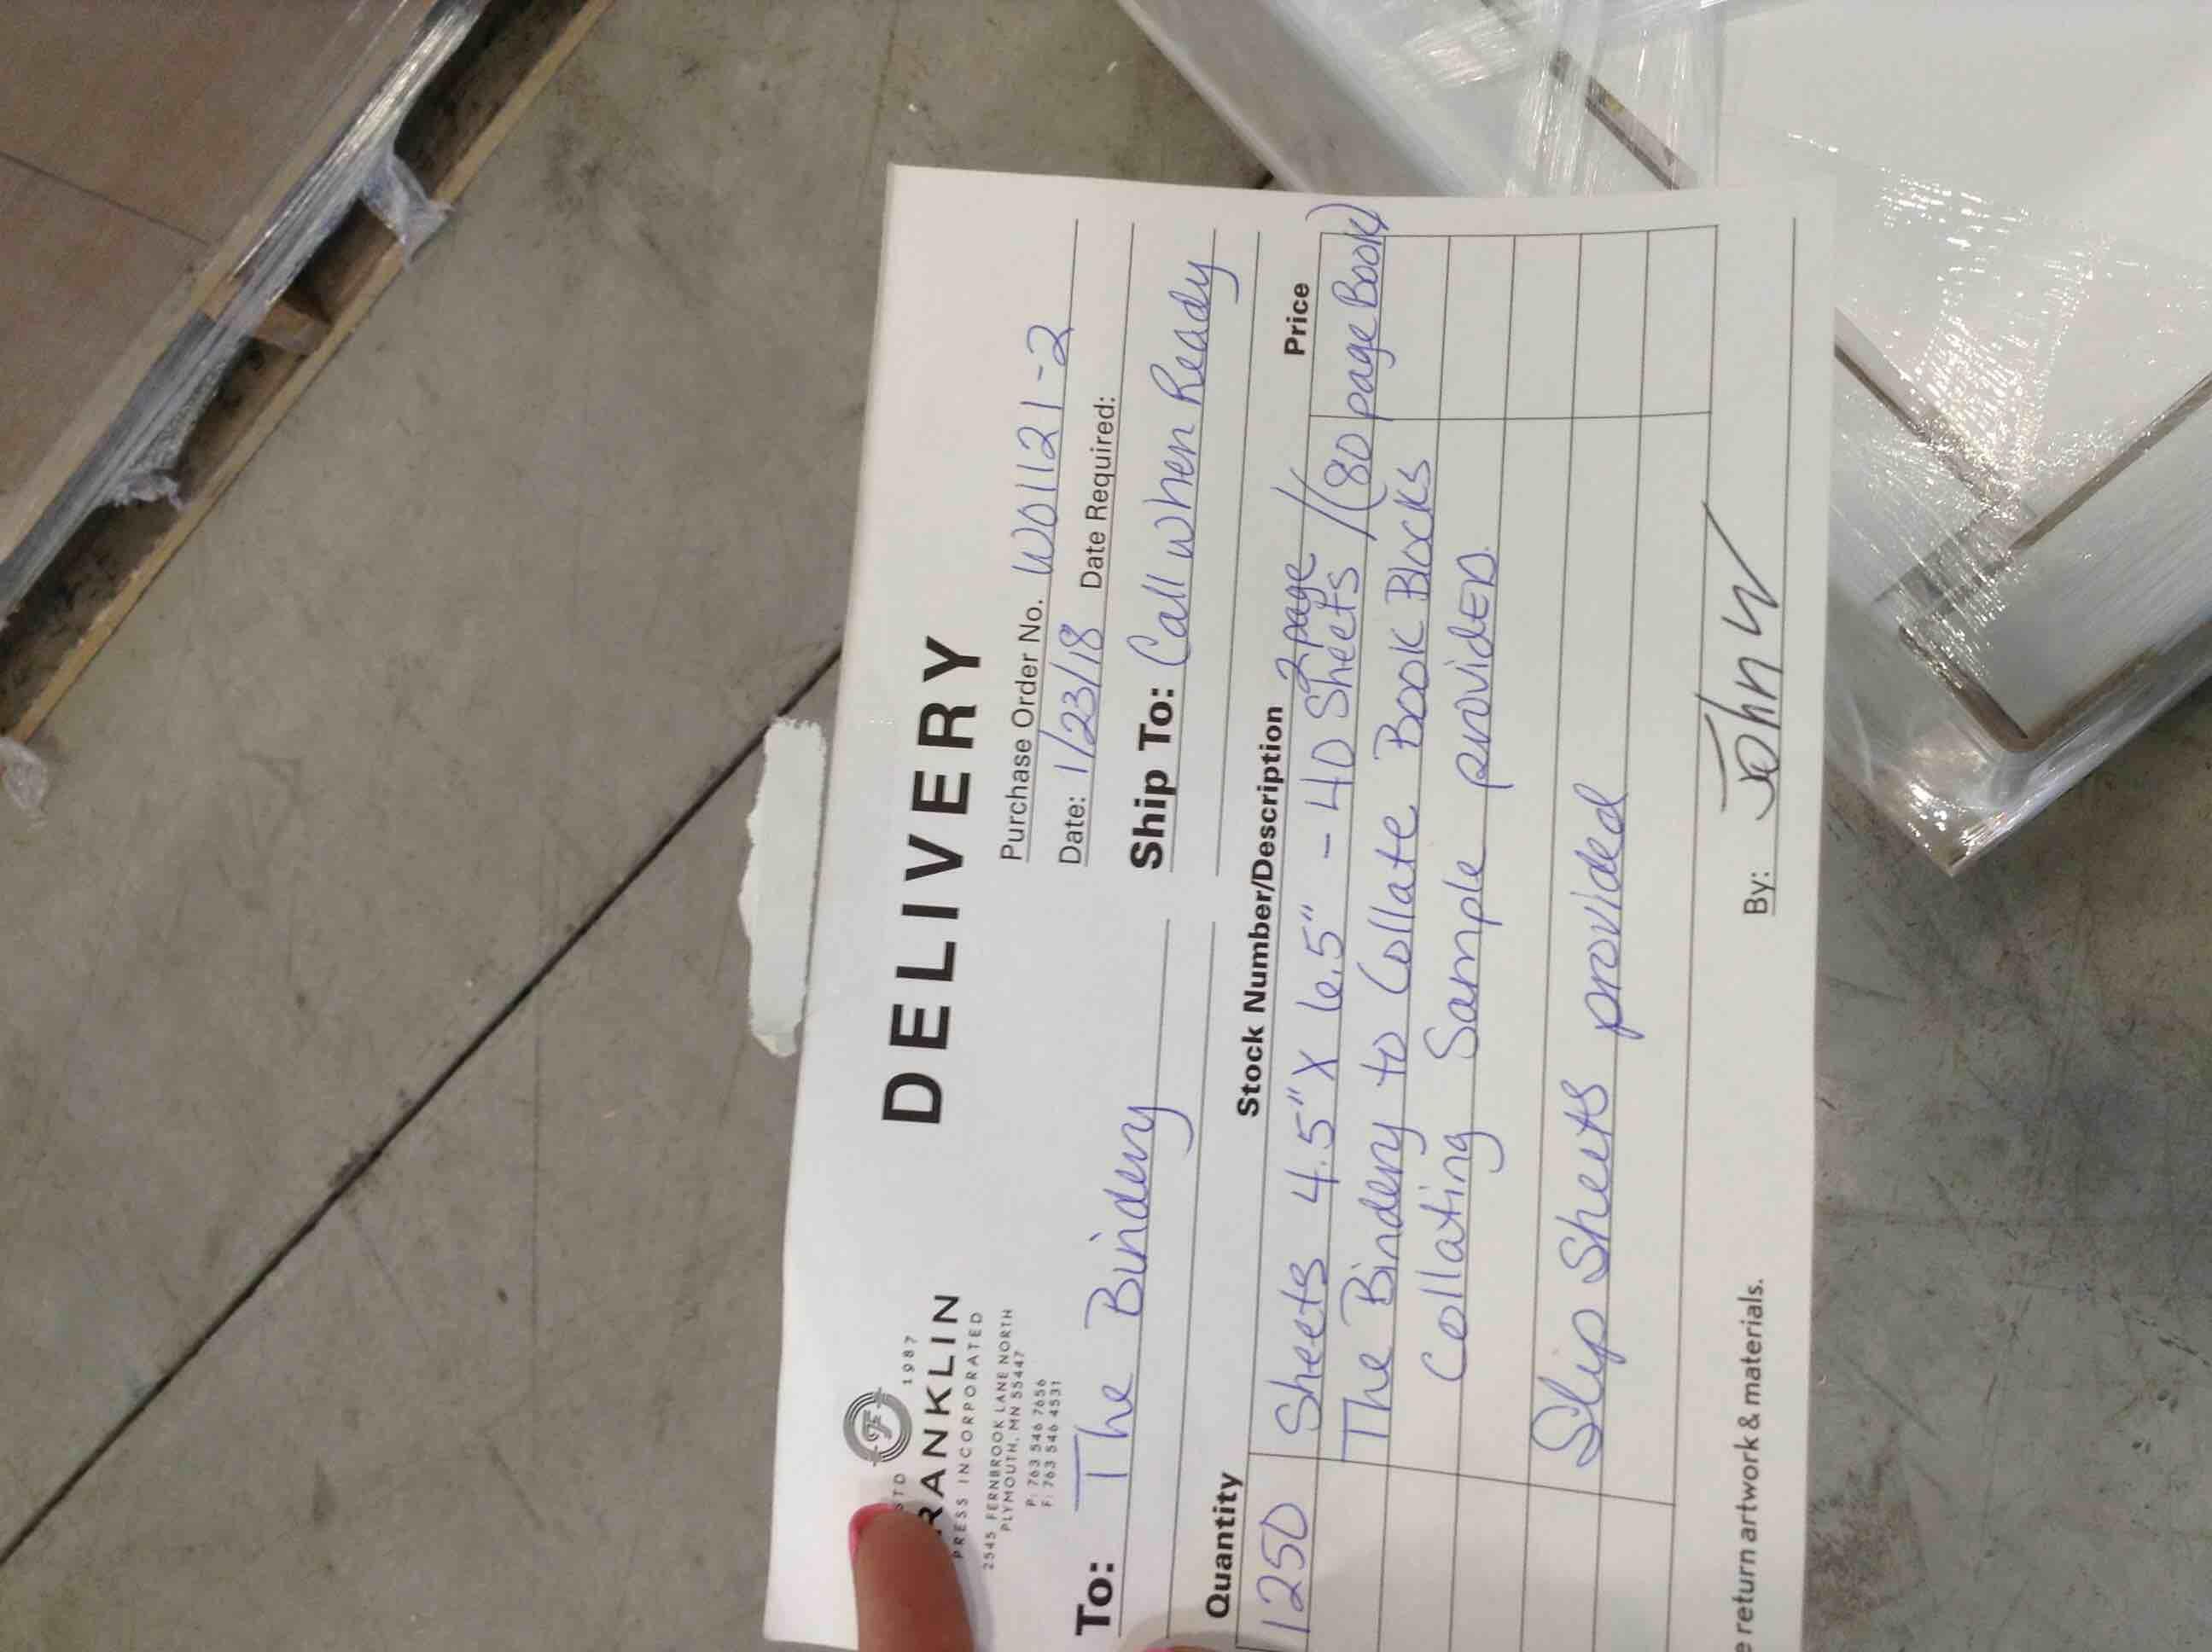 STD 1987
RANKLIN
PRESS INCORPORATED
2545 FERNBROOK LANE NORTH
PLYMOUTH, MN 55447
P: 763 546 7656
F: 763 546 4531
DELIVERY
Purchase Order No. W01121-2
Date: 1/23/18 Date Required:
To: The Bindery
Ship To: Call When Ready
Quantity Stock Number/Description Price
2 page
1250 Sheets 4.5" X 6.5" - 40 Sheets /(80 page Book)
The Bindery to Collate Book Blocks
Collating Sample provided.
Slip Sheets provided
e return artwork & materials.
By: John W